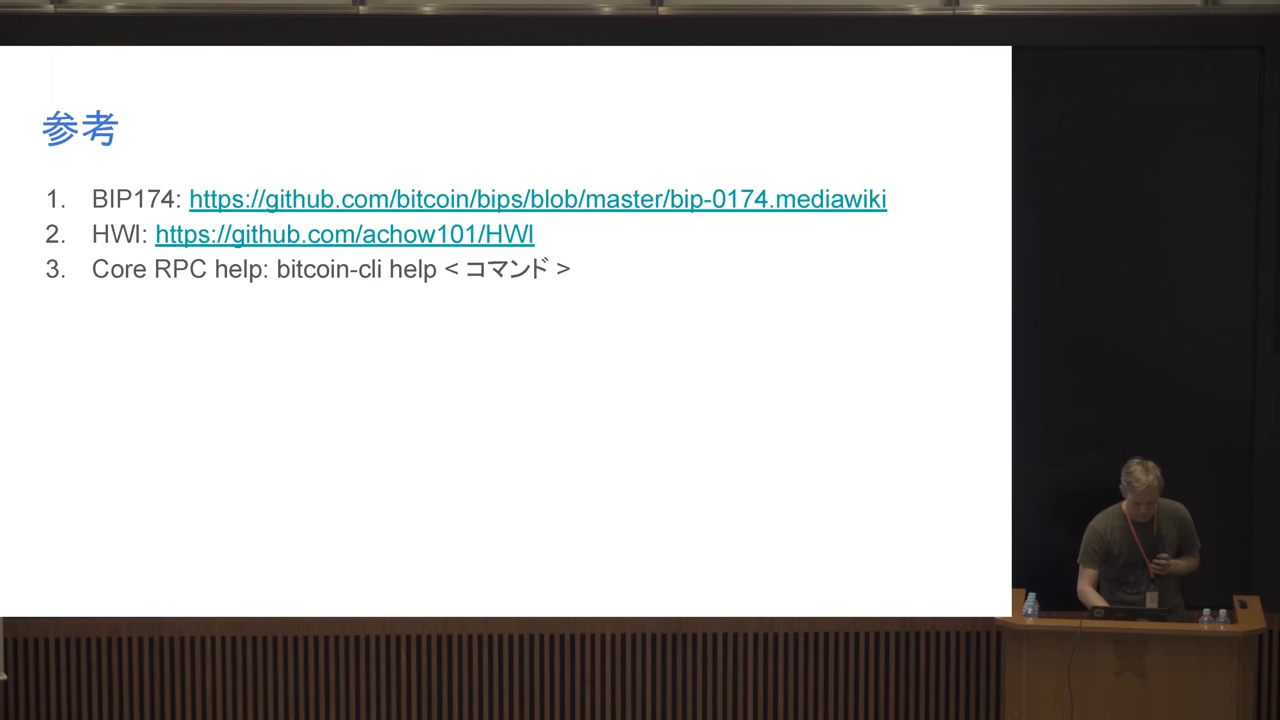 参考
1. BIP174: https://github.com/bitcoin/bips/blob/master/bip-0174.mediawiki
2. HWI: https://github.com/achow101/HWI
3. Core RPC help: bitcoin-cli help < コマンド >